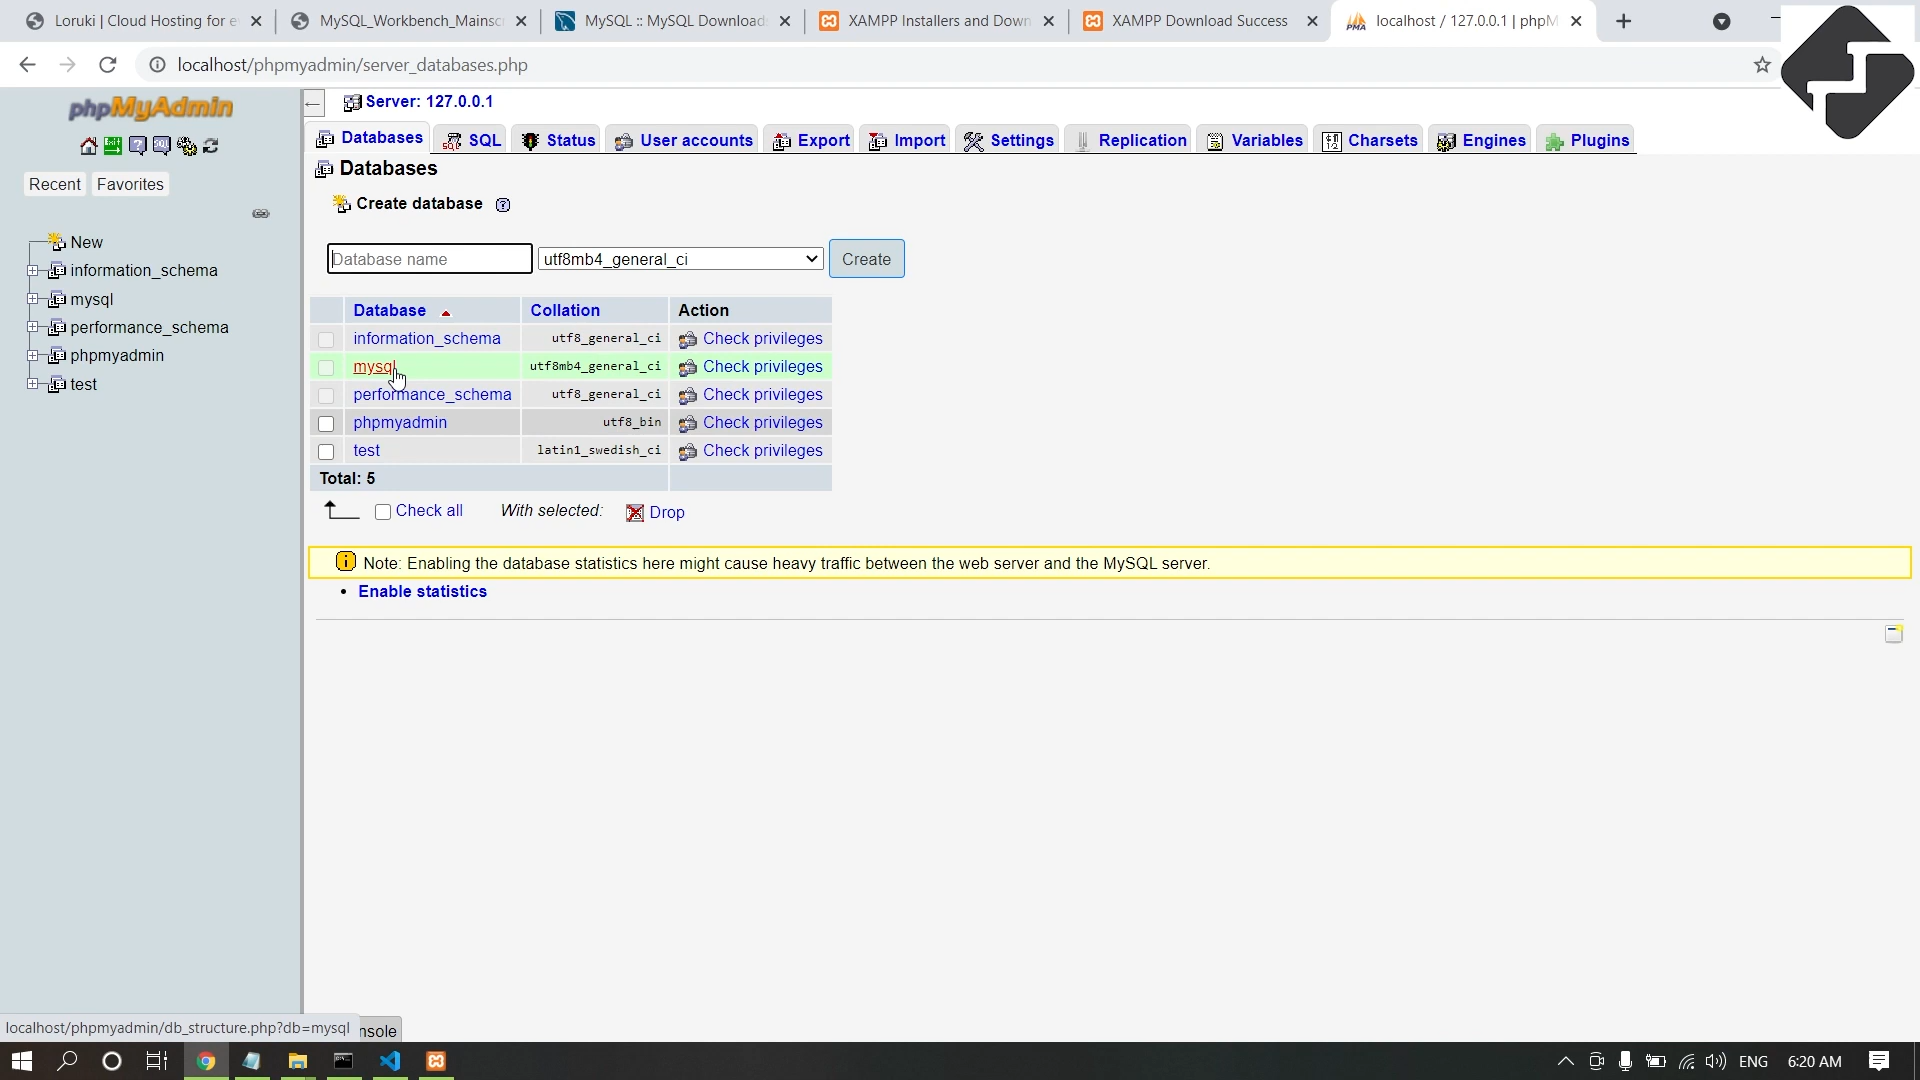 Loruki | Cloud Hosting for e
MySQL_Workbench_Mainsc
MySQL :: MySQL Download
XAMPP Installers and Down
XAMPP Download Success
localhost / 127.0.0.1 | phpM
localhost/phpmyadmin/server_databases.php
phpMyAdmin
Recent
Favorites
New
information_schema
mysql
performance_schema
phpmyadmin
test
Server: 127.0.0.1
Databases
SQL
Status
User accounts
Export
Import
Settings
Replication
Variables
Charsets
Engines
Plugins
Databases
Create database
Database name
utf8mb4_general_ci
Create
Database Collation Action
information_schema utf8_general_ci Check privileges
mysql utf8mb4_general_ci Check privileges
performance_schema utf8_general_ci Check privileges
phpmyadmin utf8_bin Check privileges
test latin1_swedish_ci Check privileges
Total: 5
Check all With selected: Drop
Note: Enabling the database statistics here might cause heavy traffic between the web server and the MySQL server.
Enable statistics
localhost/phpmyadmin/db_structure.php?db=mysql
nsole
ENG
6:20 AM